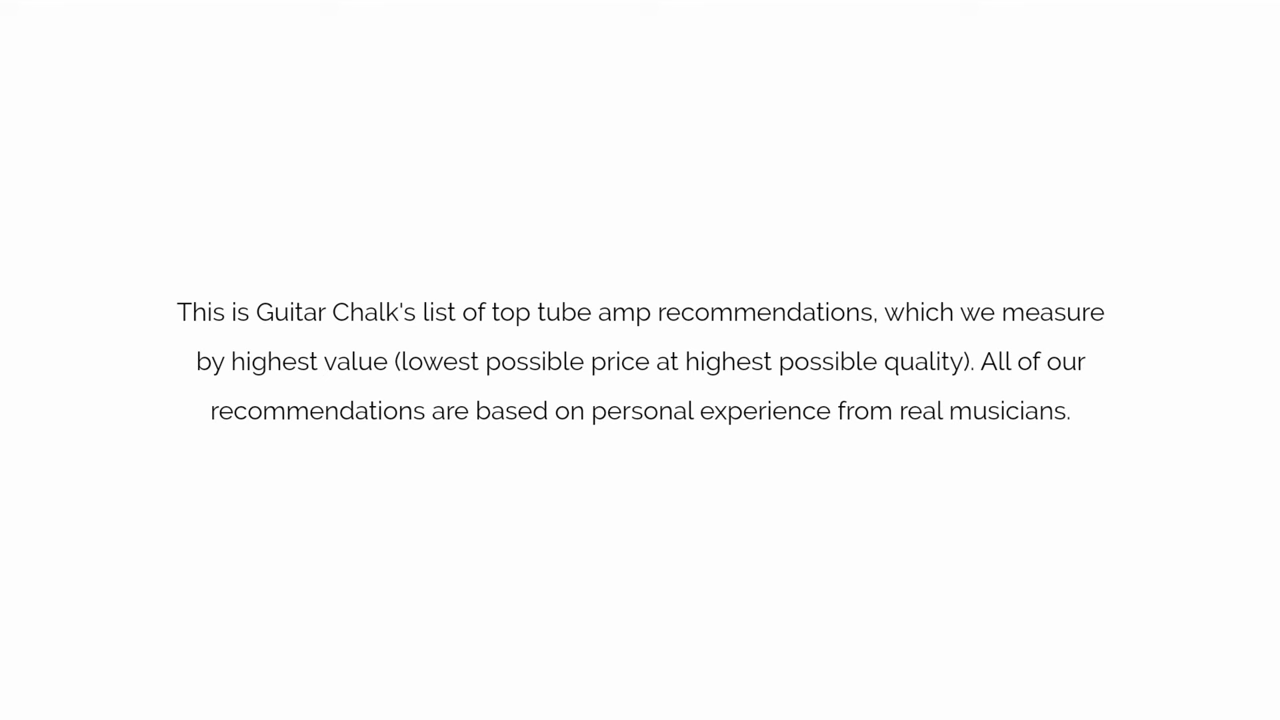 This is Guitar Chalk's list of top tube amp recommendations, which we measure
by highest value (lowest possible price at highest possible quality). All of our
recommendations are based on personal experience from real musicians.